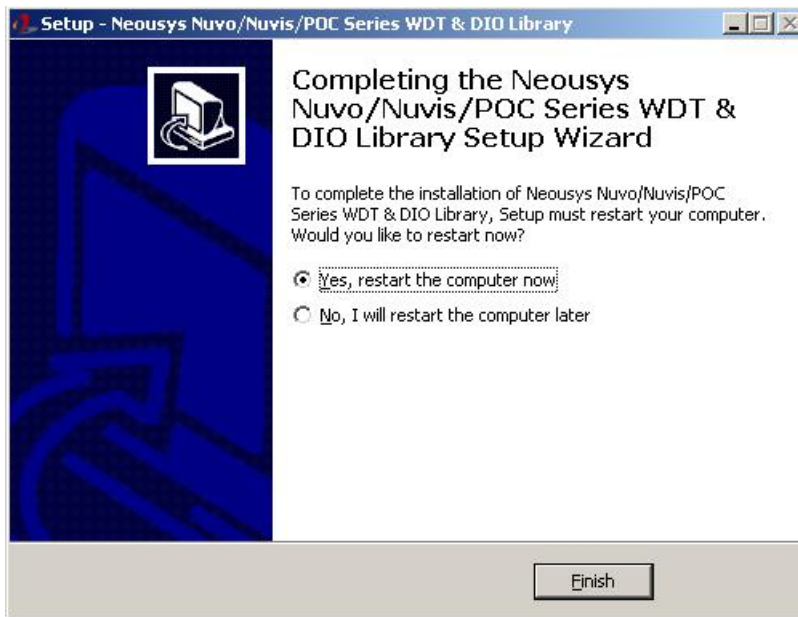 Setup - Neousys Nuvo/Nuvis/POC Series WDT & DIO Library
Completing the Neousys
Nuvo/Nuvis/POC Series WDT &
DIO Library Setup Wizard
To complete the installation of Neousys Nuvo/Nuvis/POC
Series WDT & DIO Library, Setup must restart your computer.
Would you like to restart now?
Yes, restart the computer now
No, I will restart the computer later
Finish